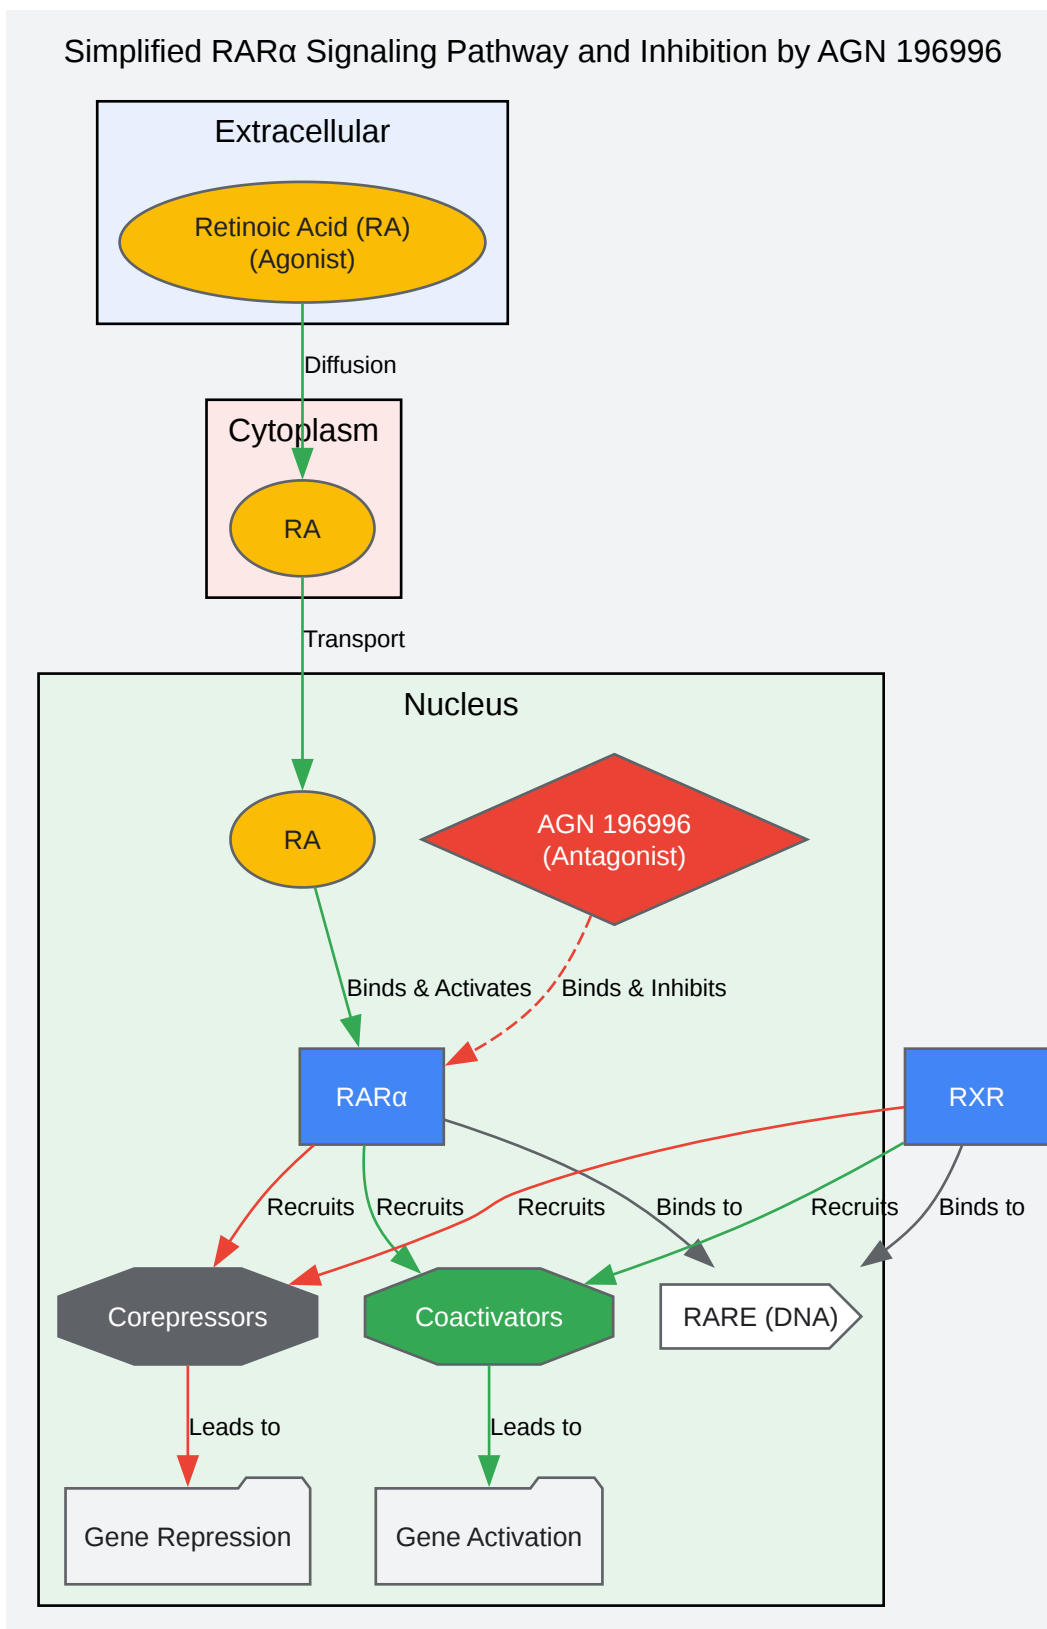 Simplified RARα Signaling Pathway and Inhibition by AGN 196996
Extracellular
Retinoic Acid (RA)
(Agonist)
Diffusion
Cytoplasm
RA
Transport
Nucleus
RA
AGN 196996
(Antagonist)
Binds & Activates
Binds & Inhibits
RARα
RXR
Recruits
Recruits
Recruits
Binds to
Recruits
Binds to
Corepressors
Coactivators
RARE (DNA)
Leads to
Leads to
Gene Repression
Gene Activation